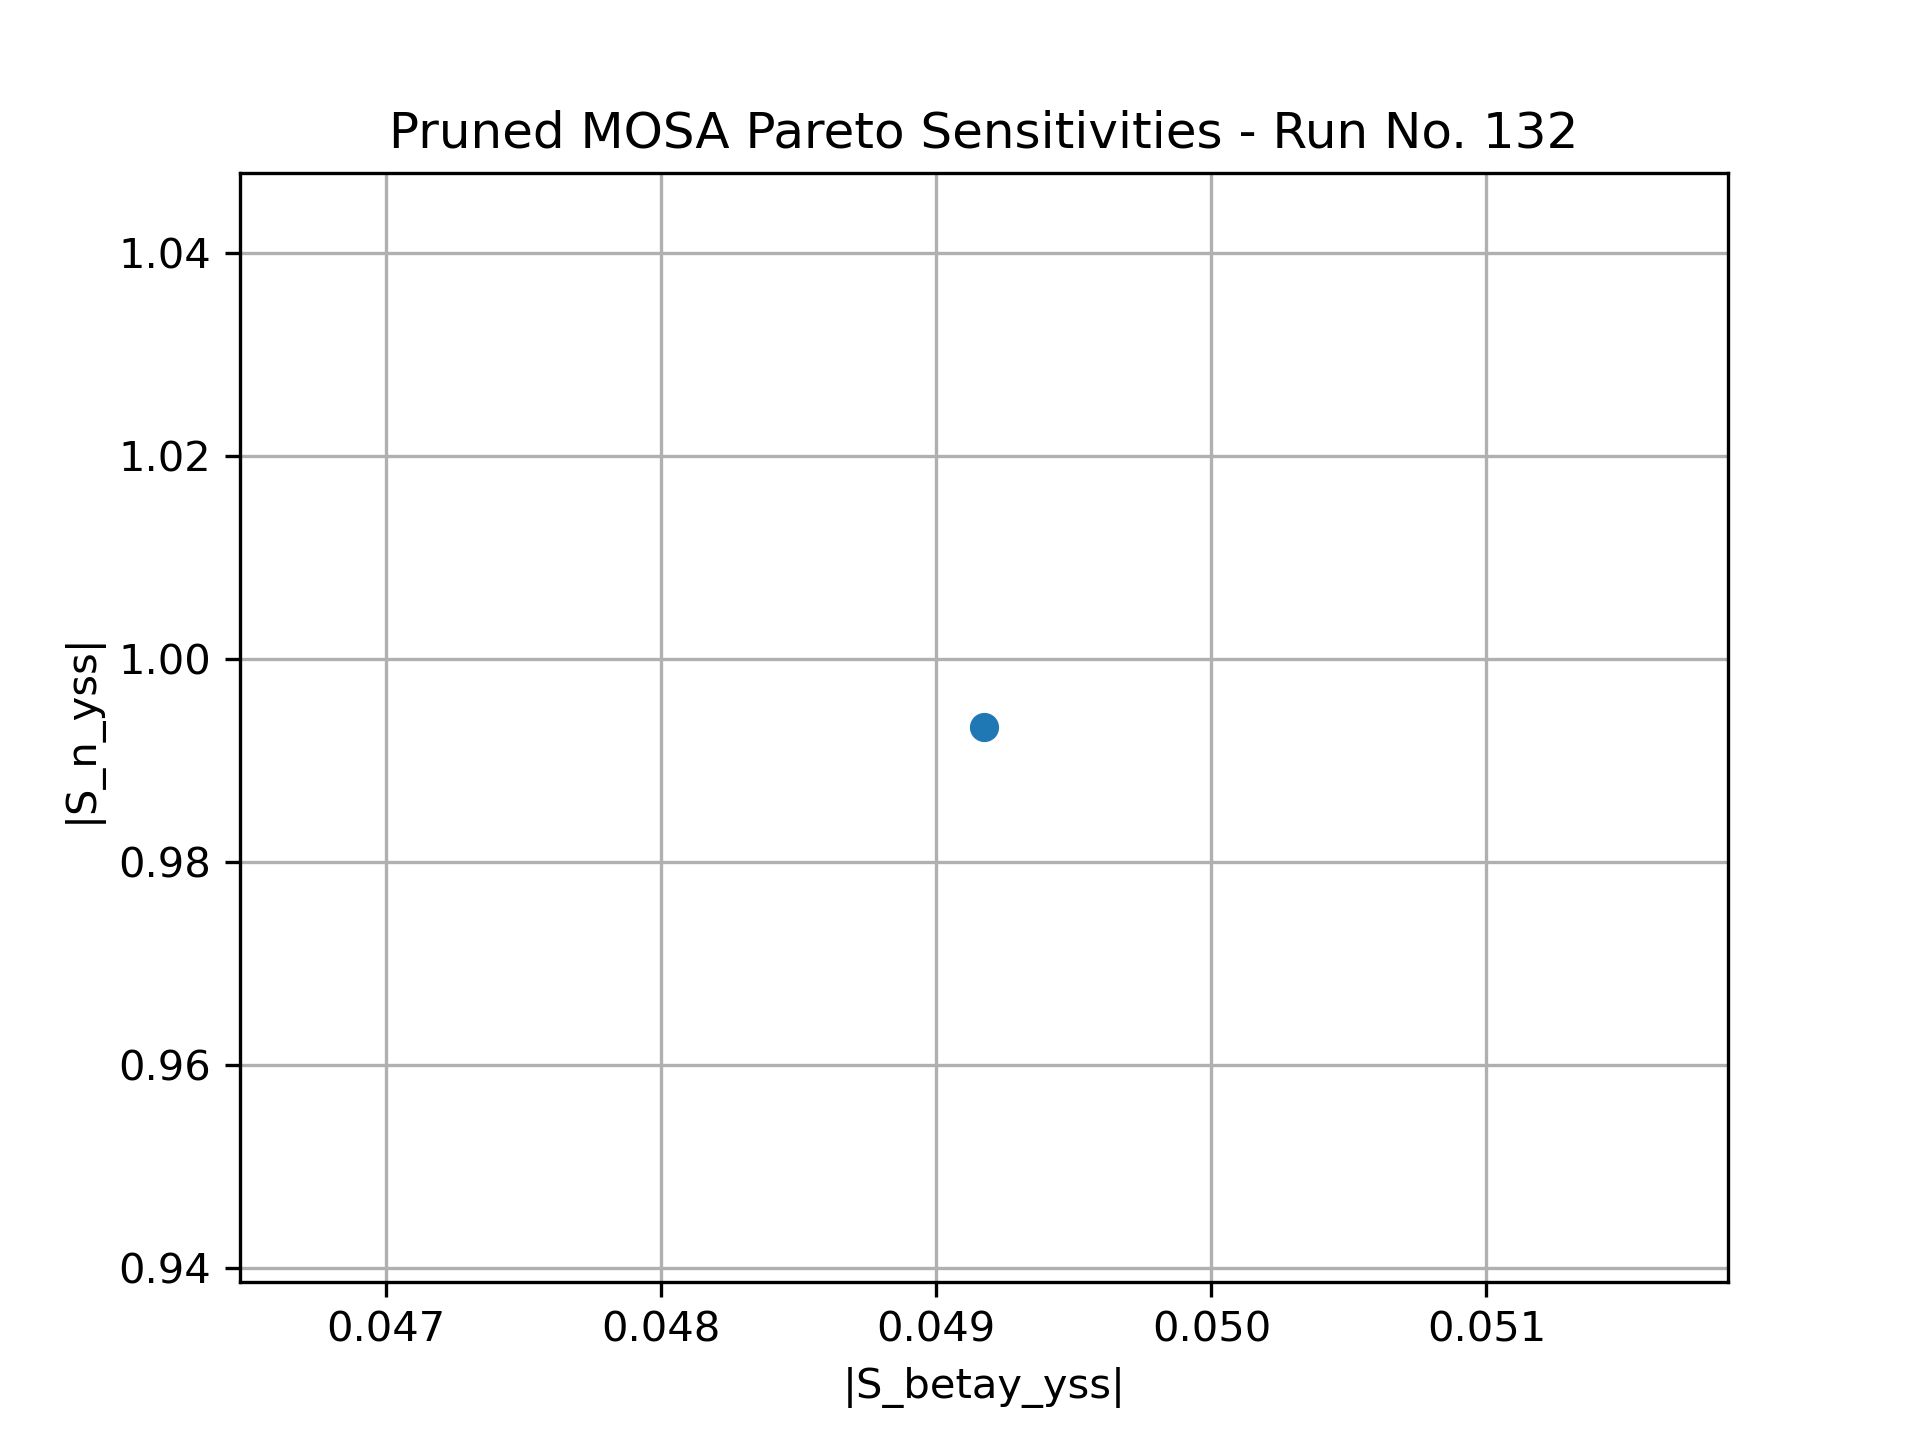 Pruned MOSA Pareto Sensitivities - Run No. 132
1.04
1.02
1.00
0.98
0.96
0.94
|S_n_yss|
0.047 0.048 0.049 0.050 0.051
|S_betay_yss|